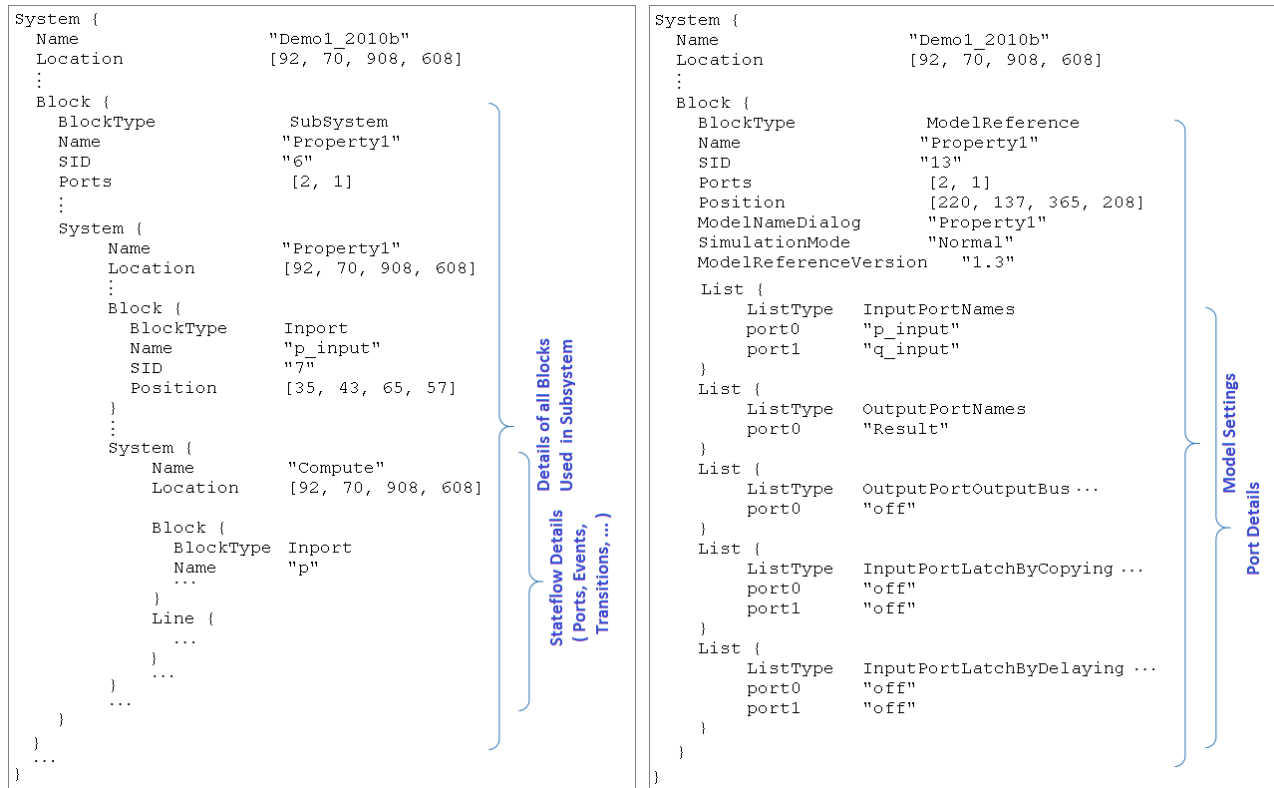 System {
Name "Demo1_2010b"
Location [92, 70, 908, 608]
⋮
Block {
BlockType SubSystem
Name "Property1"
SID "6"
Ports [2, 1]
⋮
System {
Name "Property1"
Location [92, 70, 908, 608]
⋮
Block {
BlockType Inport
Name "p_input"
SID "7"
Position [35, 43, 65, 57]
}
⋮
System {
Name "Compute"
Location [92, 70, 908, 608]
Block {
BlockType Inport
Name "p"
...
}
Line {
...
}
...
}
...
}
}
...
}
Details of all Blocks
Used in Subsystem
Stateflow Details
( Ports, Events,
Transitions, ... )
System {
Name "Demo1_2010b"
Location [92, 70, 908, 608]
⋮
Block {
BlockType ModelReference
Name "Property1"
SID "13"
Ports [2, 1]
Position [220, 137, 365, 208]
ModelNameDialog "Property1"
SimulationMode "Normal"
ModelReferenceVersion "1.3"
List {
ListType InputPortNames
port0 "p_input"
port1 "q_input"
}
List {
ListType OutputPortNames
port0 "Result"
}
List {
ListType OutputPortOutputBus ...
port0 "off"
}
List {
ListType InputPortLatchByCopying ...
port0 "off"
port1 "off"
}
List {
ListType InputPortLatchByDelaying ...
port0 "off"
port1 "off"
}
}
}
Model Settings
Port Details